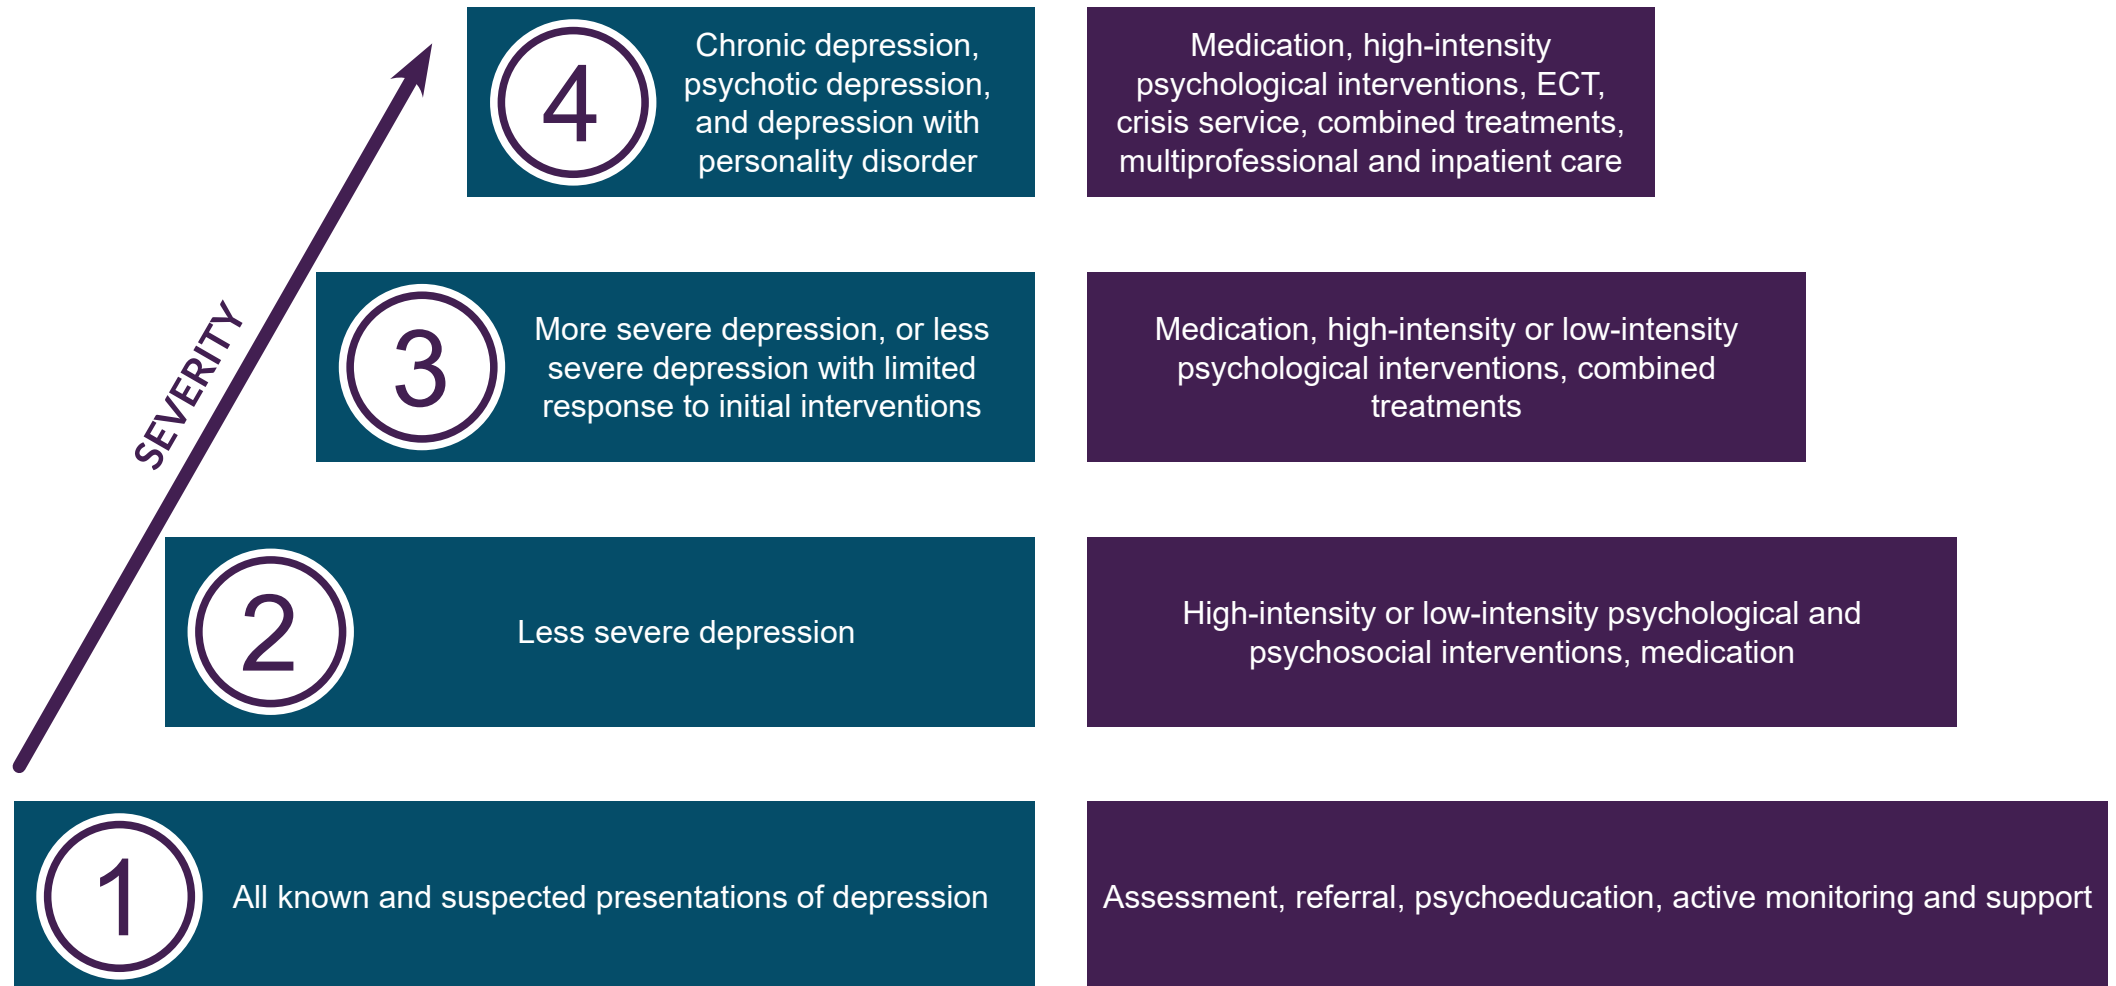 4
Chronic depression,
psychotic depression,
and depression with
personality disorder
Medication, high-intensity
psychological interventions, ECT,
crisis service, combined treatments,
multiprofessional and inpatient care
SEVERITY
3
More severe depression, or less
severe depression with limited
response to initial interventions
Medication, high-intensity or low-intensity
psychological interventions, combined
treatments
2
Less severe depression
High-intensity or low-intensity psychological and
psychosocial interventions, medication
1
All known and suspected presentations of depression
Assessment, referral, psychoeducation, active monitoring and support